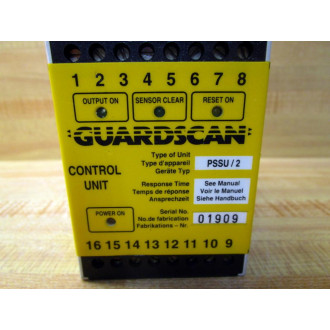 1 2 3 4 5 6 7 8
OUTPUT ON
SENSOR CLEAR
RESET ON
GUARDSCAN
CONTROL
UNIT
Type of Unit
Type d'appareil
Geräte Typ
PSSU / 2
Response Time
Temps de réponse
Ansprechzeit
See Manual
Voir le Manuel
Siehe Handbuch
POWER ON
Serial No.
No.de fabrication
Fabrikations – Nr.
01909
16 15 14 13 12 11 10 9